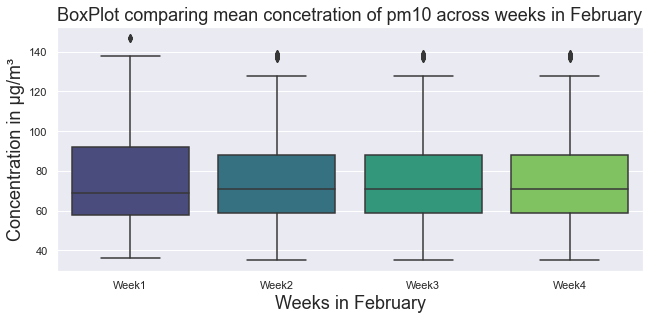 BoxPlot comparing mean concetration of pm10 across weeks in February
Concentration in µg/m³
140
120
100
80
60
40
Week1 Week2 Week3 Week4
Weeks in February